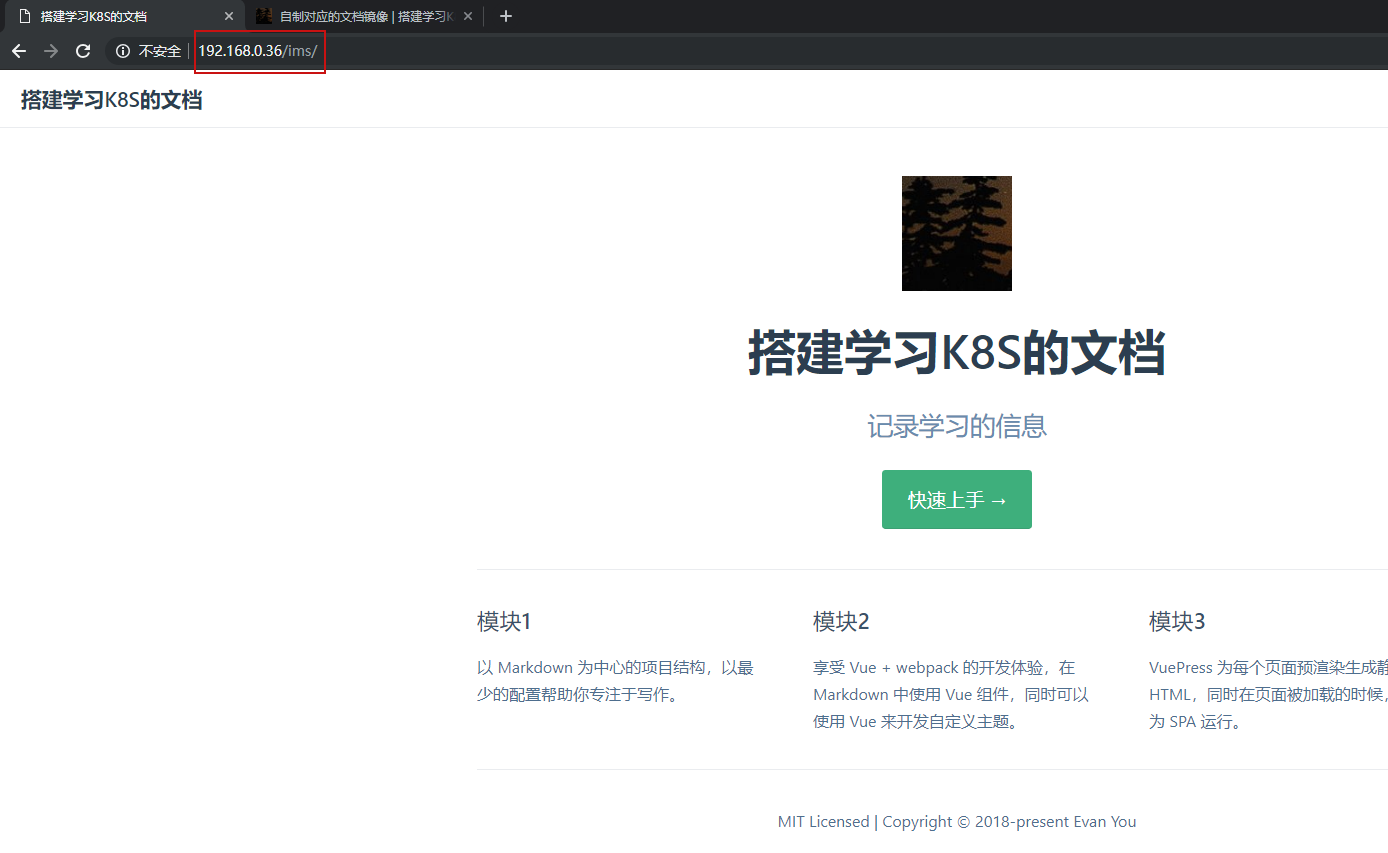 搭建学习K8S的文档
自制对应的文档镜像 | 搭建学习K
不安全 | 192.168.0.36/ims/
搭建学习K8S的文档
搭建学习K8S的文档
记录学习的信息
快速上手 →
模块1
以 Markdown 为中心的项目结构，以最
少的配置帮助你专注于写作。
模块2
享受 Vue + webpack 的开发体验，在
Markdown 中使用 Vue 组件，同时可以
使用 Vue 来开发自定义主题。
模块3
VuePress 为每个页面预渲染生成静
HTML，同时在页面被加载的时候，
为 SPA 运行。
MIT Licensed | Copyright © 2018-present Evan You